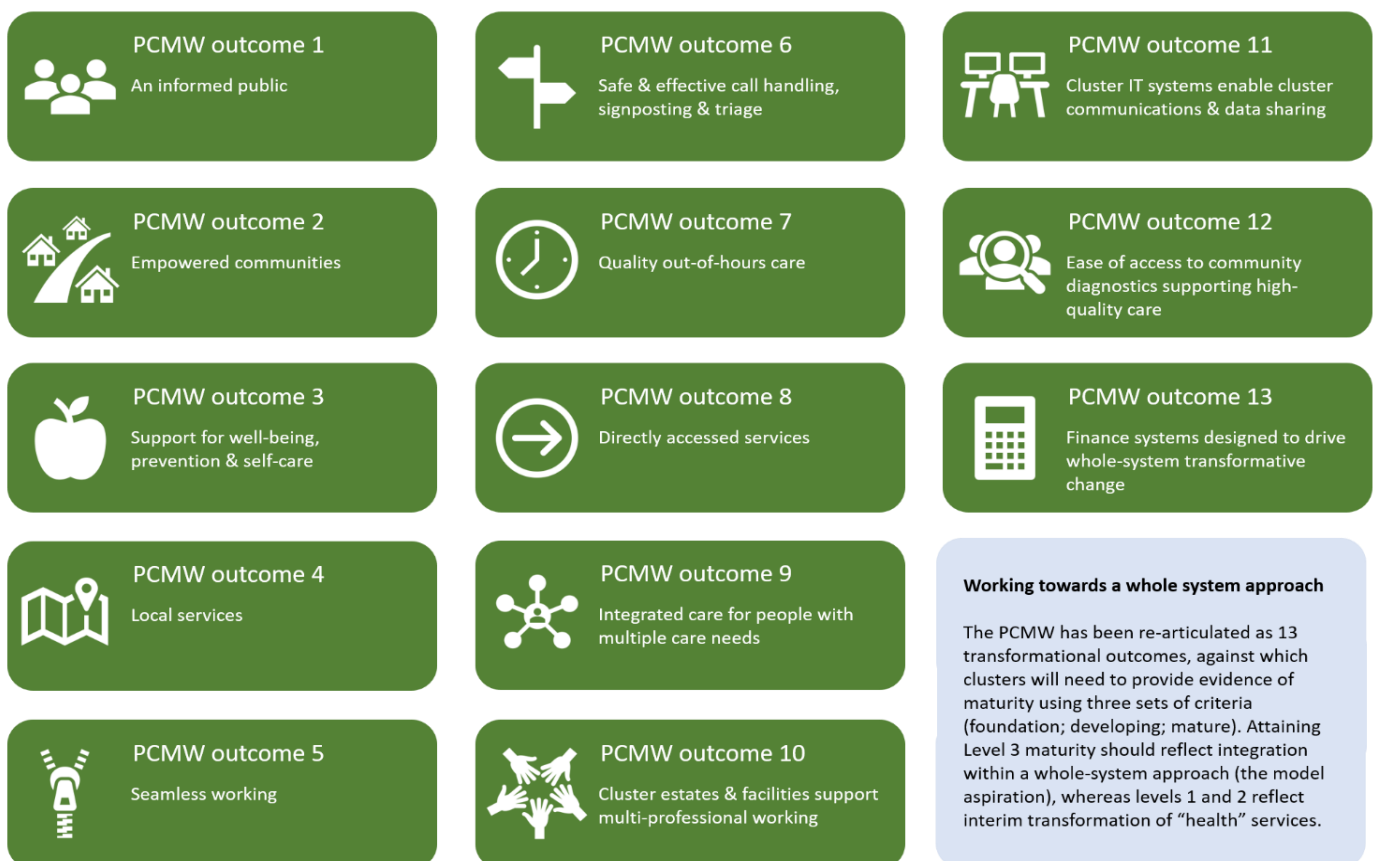 PCMW outcome 1
An informed public
PCMW outcome 2
Empowered communities
PCMW outcome 3
Support for well-being,
prevention & self-care
PCMW outcome 4
Local services
PCMW outcome 5
Seamless working
PCMW outcome 6
Safe & effective call handling,
signposting & triage
PCMW outcome 7
Quality out-of-hours care
PCMW outcome 8
Directly accessed services
PCMW outcome 9
Integrated care for people with
multiple care needs
PCMW outcome 10
Cluster estates & facilities support
multi-professional working
PCMW outcome 11
Cluster IT systems enable cluster
communications & data sharing
PCMW outcome 12
Ease of access to community
diagnostics supporting high-
quality care
PCMW outcome 13
Finance systems designed to drive
whole-system transformative
change
Working towards a whole system approach
The PCMW has been re-articulated as 13
transformational outcomes, against which
clusters will need to provide evidence of
maturity using three sets of criteria
(foundation; developing; mature). Attaining
Level 3 maturity should reflect integration
within a whole-system approach (the model
aspiration), whereas levels 1 and 2 reflect
interim transformation of “health” services.